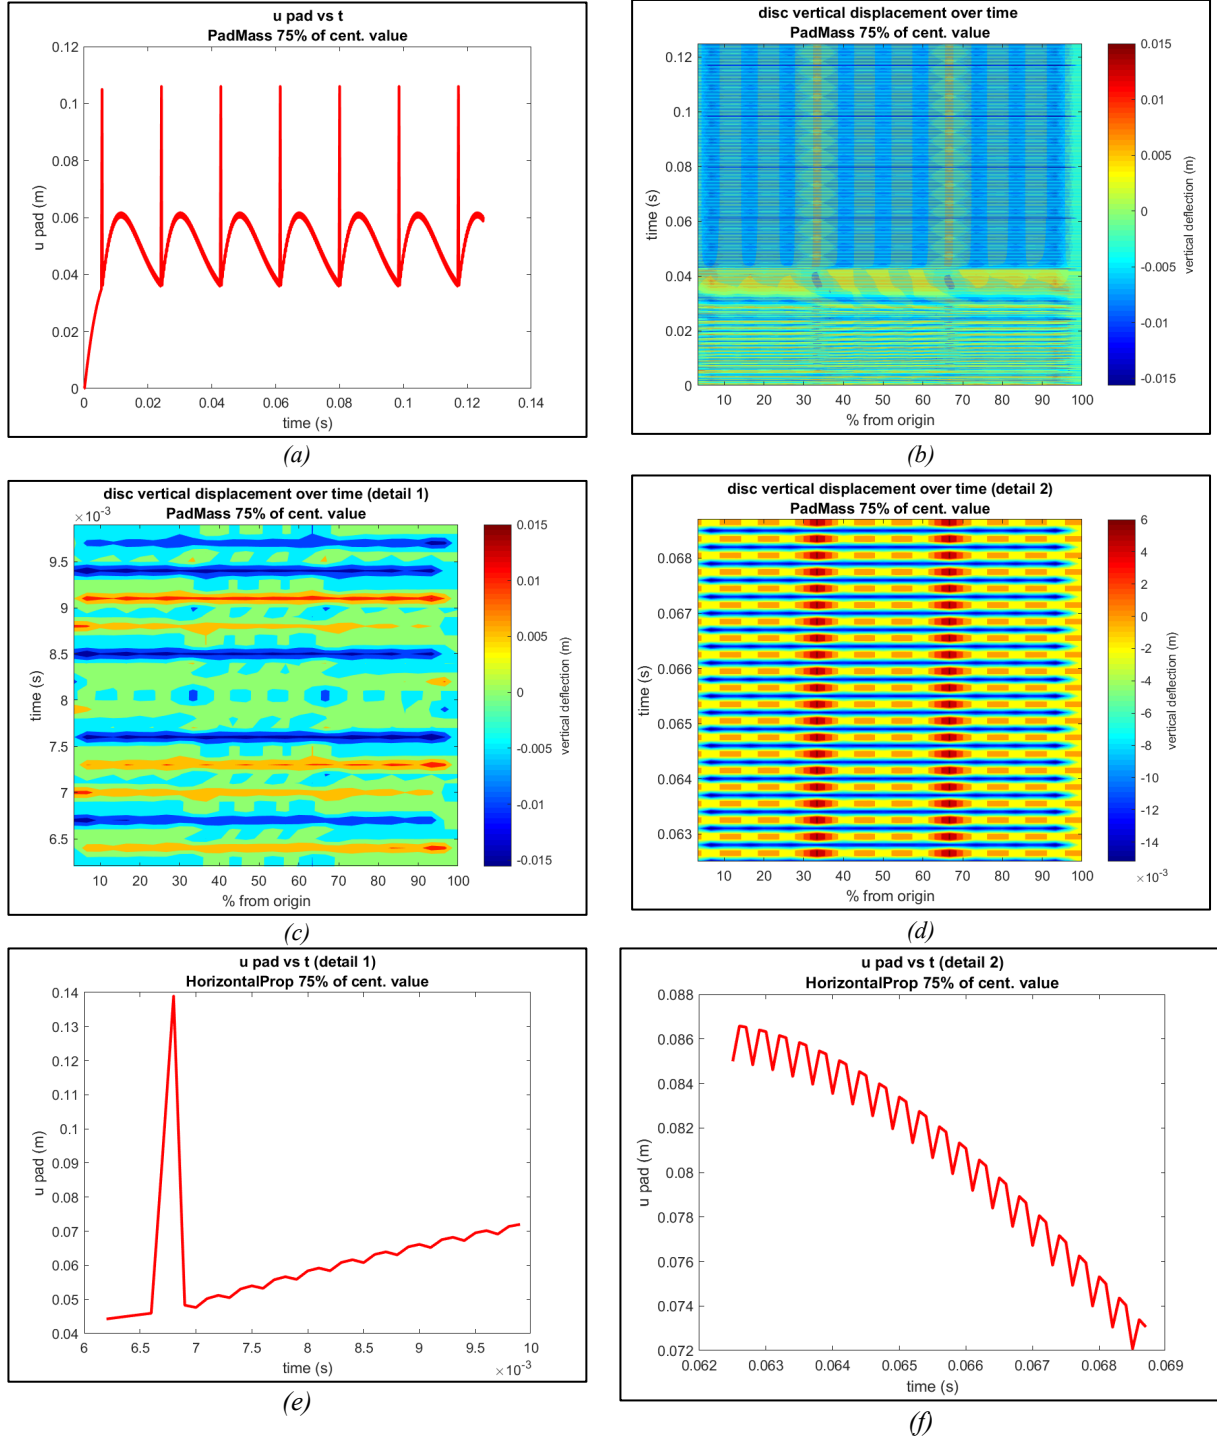 u pad vs t
PadMass 75% of cent. value
0.12
0.1
0.08
0.06
0.04
0.02
0
u pad (m)
0 0.02 0.04 0.06 0.08 0.1 0.12 0.14
time (s)
(a)
disc vertical displacement over time
PadMass 75% of cent. value
0.12
0.1
0.08
0.06
0.04
0.02
0
time (s)
10 20 30 40 50 60 70 80 90 100
% from origin
0.015
0.01
0.005
0
-0.005
-0.01
-0.015
vertical deflection (m)
(b)
disc vertical displacement over time (detail 1)
PadMass 75% of cent. value
×10⁻³
9.5
9
8.5
8
7.5
7
6.5
time (s)
10 20 30 40 50 60 70 80 90 100
% from origin
0.015
0.01
0.005
0
-0.005
-0.01
-0.015
vertical deflection (m)
(c)
disc vertical displacement over time (detail 2)
PadMass 75% of cent. value
0.068
0.067
0.066
0.065
0.064
0.063
time (s)
10 20 30 40 50 60 70 80 90 100
% from origin
6
4
2
0
-2
-4
-6
-8
-10
-12
-14
×10⁻³
vertical deflection (m)
(d)
u pad vs t (detail 1)
HorizontalProp 75% of cent. value
0.14
0.13
0.12
0.11
0.1
0.09
0.08
0.07
0.06
0.05
0.04
u pad (m)
6 6.5 7 7.5 8 8.5 9 9.5 10
time (s)
×10⁻³
(e)
u pad vs t (detail 2)
HorizontalProp 75% of cent. value
0.088
0.086
0.084
0.082
0.08
0.078
0.076
0.074
0.072
u pad (m)
0.062 0.063 0.064 0.065 0.066 0.067 0.068 0.069
time (s)
(f)